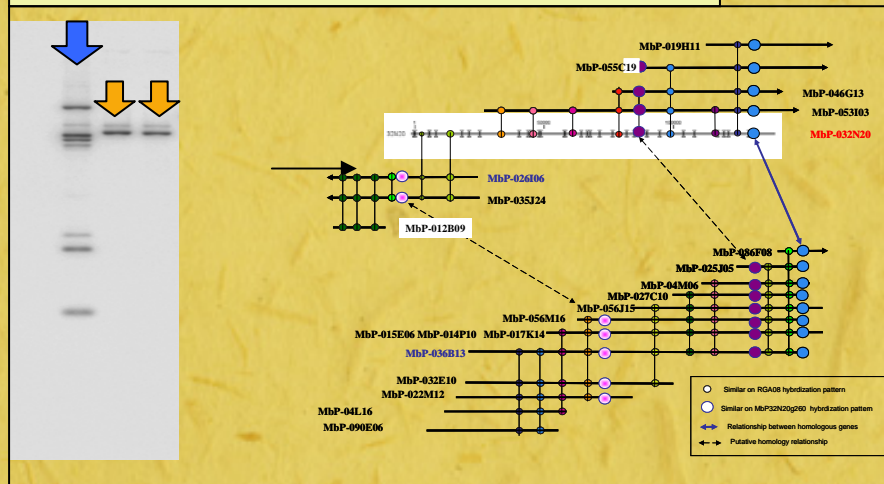 MbP-019H11
MbP-055C19
MbP-046G13
MbP-053I03
MbP-032N20
MbP-026I06
MbP-035J24
MbP-012B09
MbP-086F08
MbP-025J05
MbP-04M06
MbP-027C10
MbP-056J15
MbP-056M16
MbP-015E06 MbP-014P10 MbP-017K14
MbP-036B13
MbP-032E10
MbP-022M12
MbP-04L16
MbP-090E06
Similar on RGA08 hybrdization pattern
Similar on MbP32N20g260 hybrdization pattern
Relationship between homologous genes
Putative homology relationship